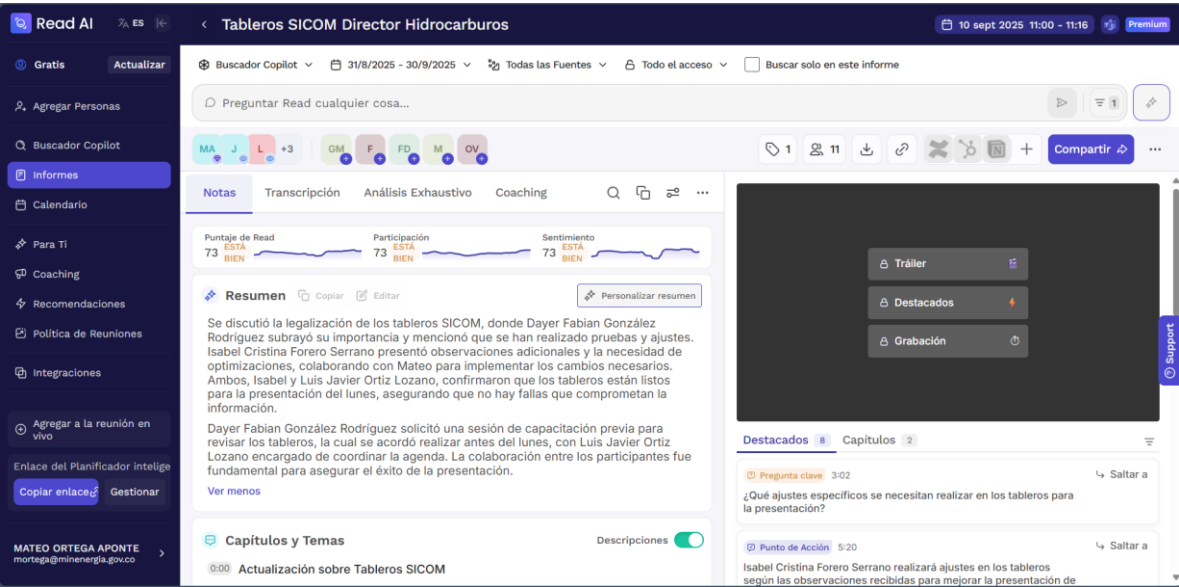 Read AI
ES
Tableros SICOM Director Hidrocarburos
10 sept 2025 11:00 - 11:16
Premium
Gratis
Actualizar
Agregar Personas
Buscador Copilot
Informes
Calendario
Para Ti
Coaching
Recomendaciones
Política de Reuniones
Integraciones
Agregar a la reunión en
vivo
Enlace del Planificador intelige
Copiar enlace
Gestionar
MATEO ORTEGA APONTE
mortega@minenergia.gov.co
Buscador Copilot
31/8/2025 - 30/9/2025
Todas las Fuentes
Todo el acceso
Buscar solo en este informe
Preguntar Read cualquier cosa...
1
MA
J
L
+3
GM
F
FD
M
OV
1
11
Compartir
Notas
Transcripción
Análisis Exhaustivo
Coaching
Puntaje de Read
73 ESTÁ
BIEN
Participación
73 ESTÁ
BIEN
Sentimiento
73 ESTÁ
BIEN
Resumen
Copiar
Editar
Personalizar resumen
Se discutió la legalización de los tableros SICOM, donde Dayer Fabian González
Rodríguez subrayó su importancia y mencionó que se han realizado pruebas y ajustes.
Isabel Cristina Forero Serrano presentó observaciones adicionales y la necesidad de
optimizaciones, colaborando con Mateo para implementar los cambios necesarios.
Ambos, Isabel y Luis Javier Ortiz Lozano, confirmaron que los tableros están listos
para la presentación del lunes, asegurando que no hay fallas que comprometan la
información.
Dayer Fabian González Rodríguez solicitó una sesión de capacitación previa para
revisar los tableros, la cual se acordó realizar antes del lunes, con Luis Javier Ortiz
Lozano encargado de coordinar la agenda. La colaboración entre los participantes fue
fundamental para asegurar el éxito de la presentación.
Ver menos
Capítulos y Temas
Descripciones
0:00 Actualización sobre Tableros SICOM
Tráiler
Destacados
Grabación
Support
Destacados 8
Capítulos 2
Pregunta clave 3:02
Saltar a
¿Qué ajustes específicos se necesitan realizar en los tableros para
la presentación?
Punto de Acción 5:20
Saltar a
Isabel Cristina Forero Serrano realizará ajustes en los tableros
según las observaciones recibidas para mejorar la presentación de